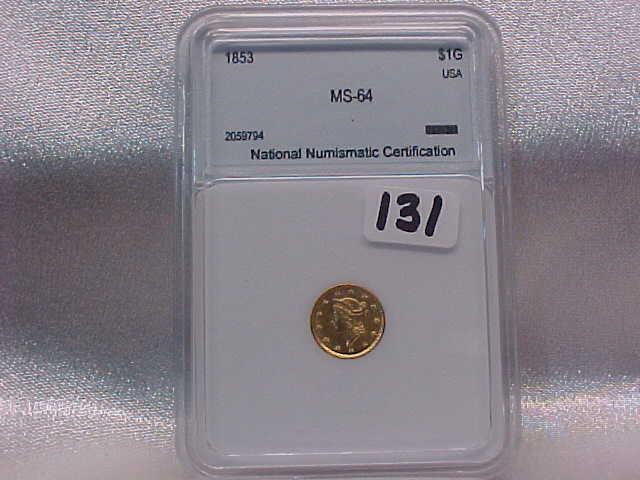 1853 $1G
USA
MS-64
2059794
National Numismatic Certification
131